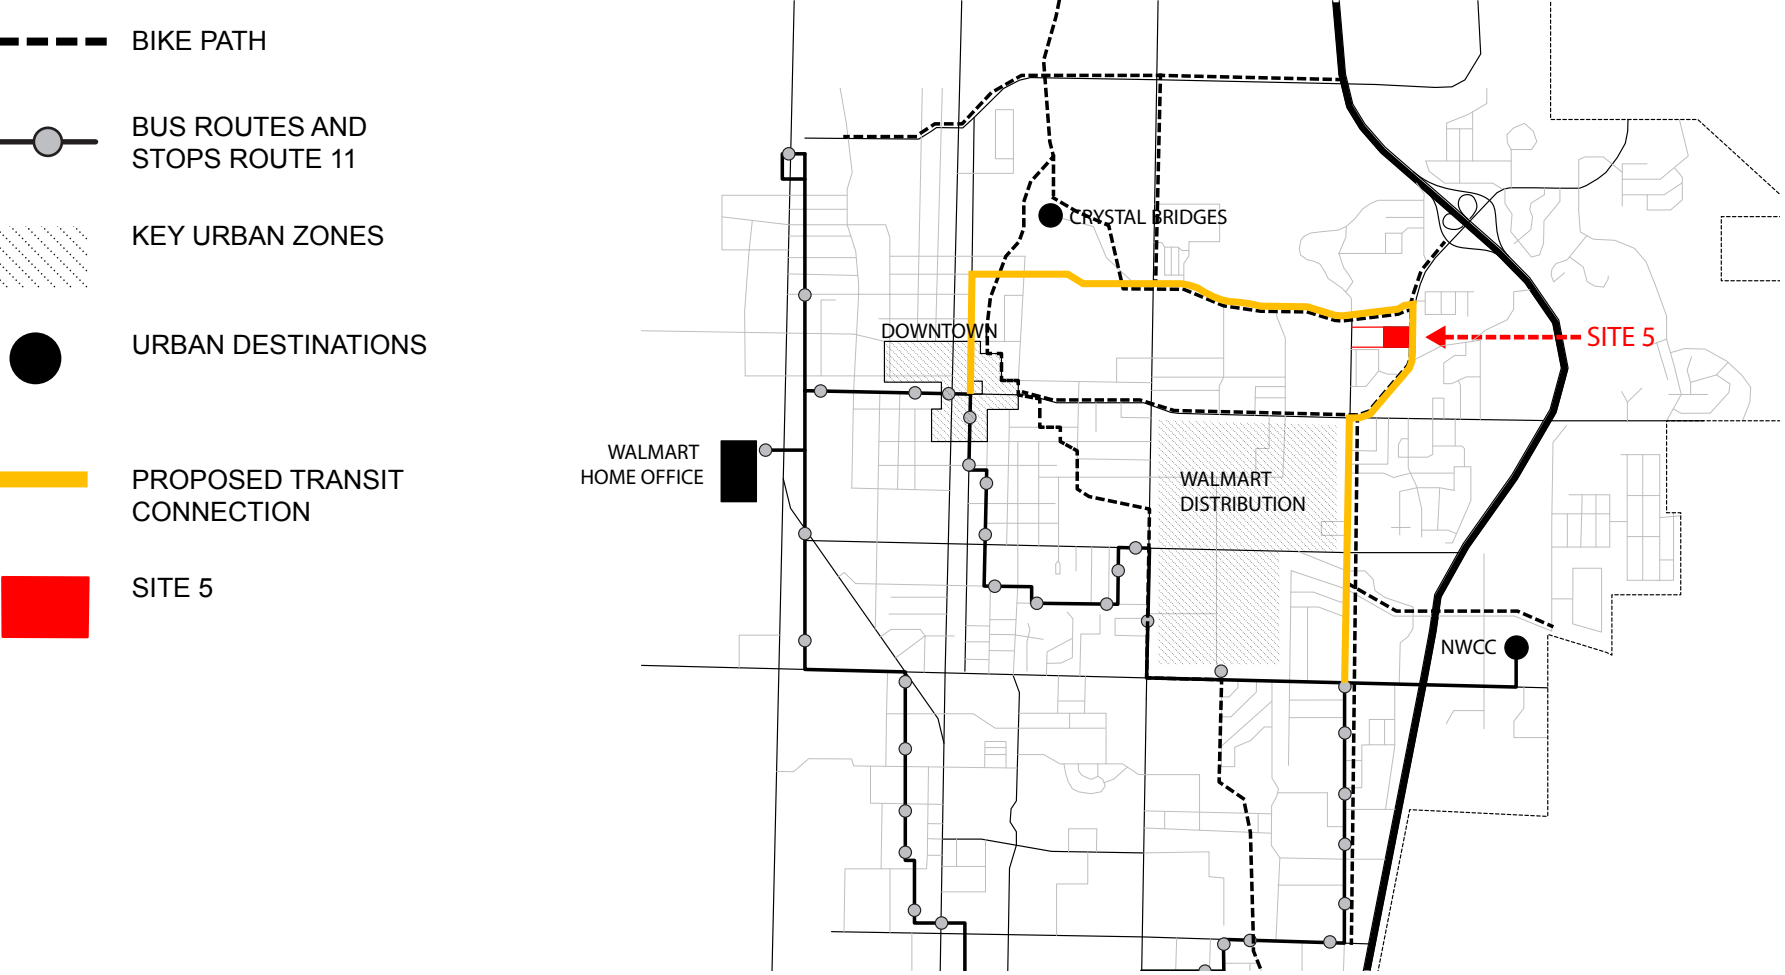 BIKE PATH
BUS ROUTES AND
STOPS ROUTE 11
KEY URBAN ZONES
URBAN DESTINATIONS
PROPOSED TRANSIT
CONNECTION
SITE 5
CRYSTAL BRIDGES
DOWNTOWN
SITE 5
WALMART
HOME OFFICE
WALMART
DISTRIBUTION
NWCC